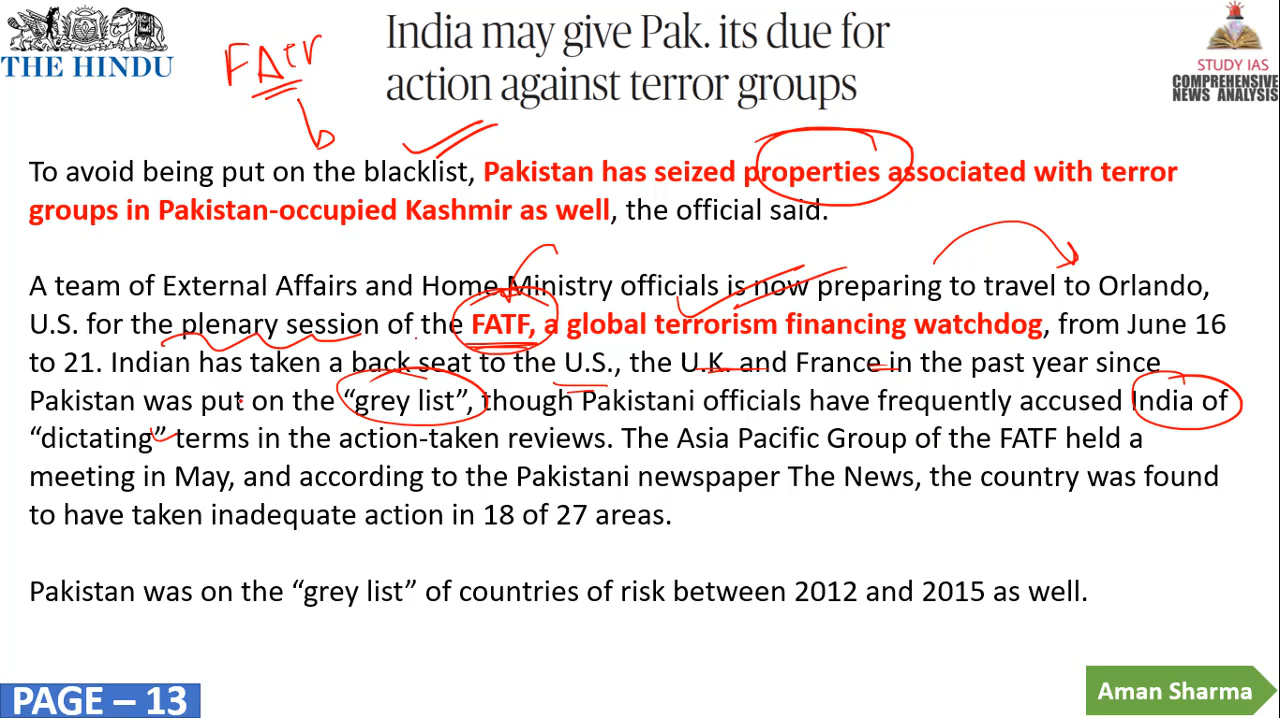 THE HINDU
FATF
India may give Pak. its due for
action against terror groups
STUDY IAS
COMPREHENSIVE
NEWS ANALYSIS
To avoid being put on the blacklist, Pakistan has seized properties associated with terror
groups in Pakistan-occupied Kashmir as well, the official said.
A team of External Affairs and Home Ministry officials is now preparing to travel to Orlando,
U.S. for the plenary session of the FATF, a global terrorism financing watchdog, from June 16
to 21. Indian has taken a back seat to the U.S., the U.K. and France in the past year since
Pakistan was put on the “grey list”, though Pakistani officials have frequently accused India of
“dictating” terms in the action-taken reviews. The Asia Pacific Group of the FATF held a
meeting in May, and according to the Pakistani newspaper The News, the country was found
to have taken inadequate action in 18 of 27 areas.
Pakistan was on the “grey list” of countries of risk between 2012 and 2015 as well.
PAGE – 13
Aman Sharma